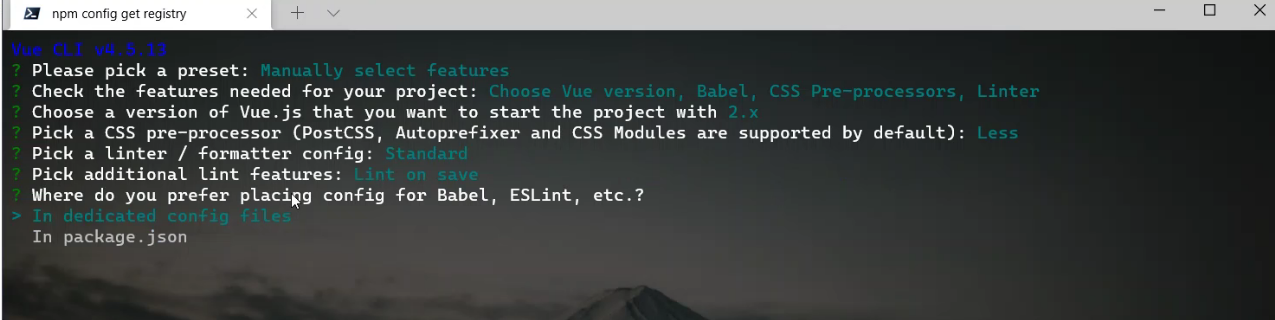 npm config get registry
Vue CLI v4.5.13
? Please pick a preset: Manually select features
? Check the features needed for your project: Choose Vue version, Babel, CSS Pre-processors, Linter
? Choose a version of Vue.js that you want to start the project with 2.x
? Pick a CSS pre-processor (PostCSS, Autoprefixer and CSS Modules are supported by default): Less
? Pick a linter / formatter config: Standard
? Pick additional lint features: Lint on save
? Where do you prefer placing config for Babel, ESLint, etc.?
> In dedicated config files
In package.json